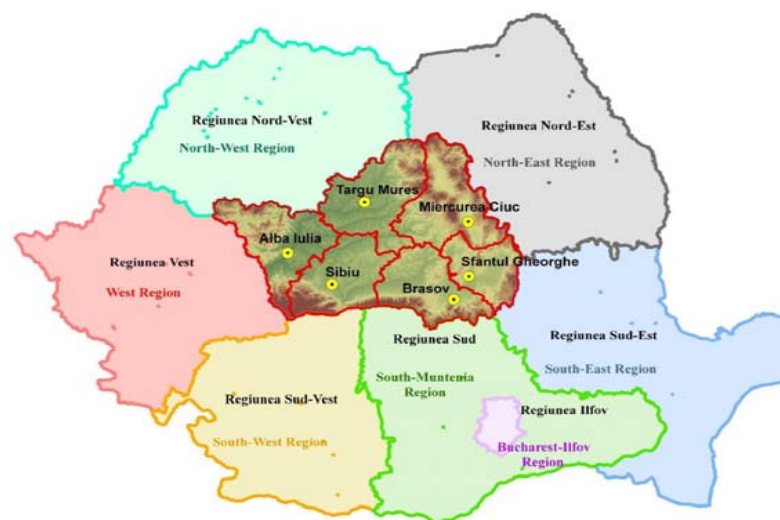 Regiunea Nord-Vest
North-West Region
Regiunea Nord-Est
North-East Region
Targu Mures
Miercurea Ciuc
Alba Iulia
Sibiu
Sfantul Gheorghe
Brasov
Regiunea Vest
West Region
Regiunea Sud
South-Muntenia
Region
Regiunea Sud-Est
South-East Region
Regiunea Sud-Vest
South-West Region
Regiunea Ilfov
Bucharest-Ilfov
Region